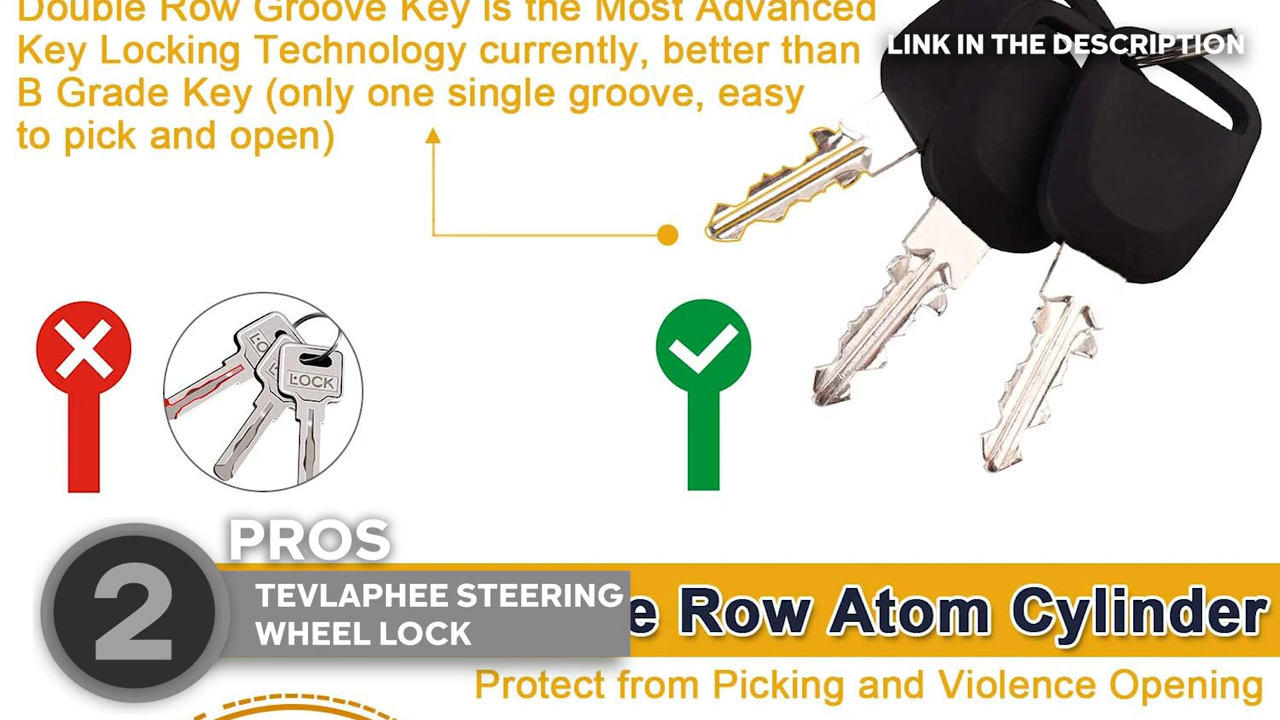 Double Row Groove Key is the Most Advanced
Key Locking Technology currently, better than
B Grade Key (only one single groove, easy
to pick and open)
LINK IN THE DESCRIPTION
LOCK
2
PROS
TEVLAPHEE STEERING
WHEEL LOCK
e Row Atom Cylinder
Protect from Picking and Violence Opening